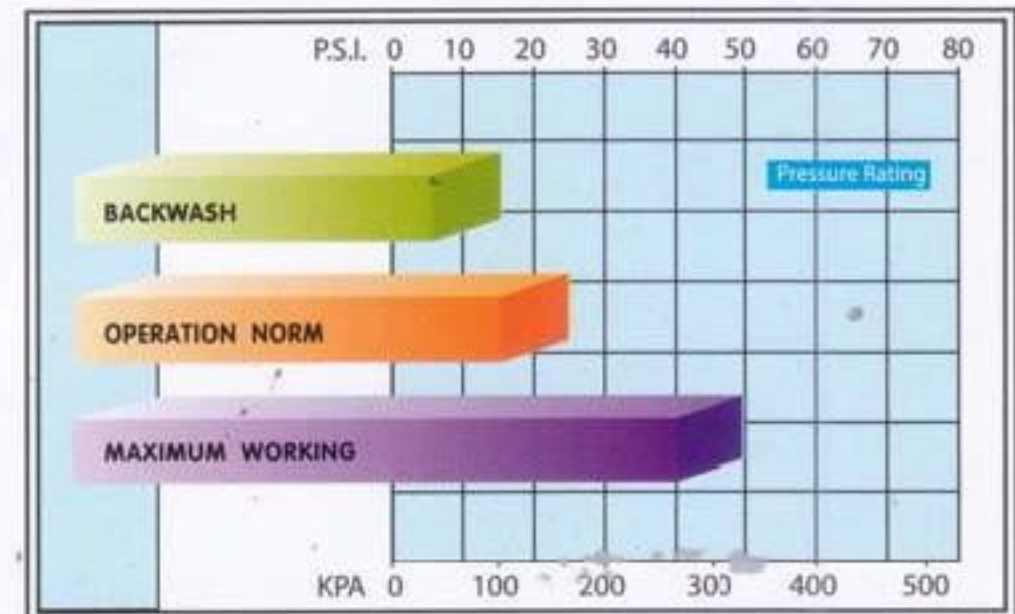 P.S.I. 0 10 20 30 40 50 60 70 80
Pressure Rating
BACKWASH
OPERATION NORM
MAXIMUM WORKING
KPA 0 100 200 300 400 500